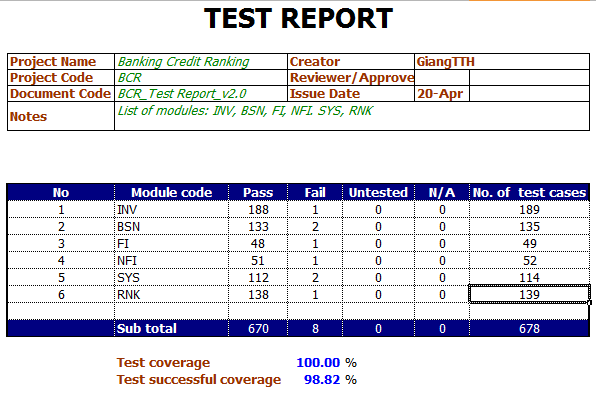 TEST REPORT
Project Name Banking Credit Ranking Creator GiangTTH
Project Code BCR Reviewer/Approve
Document Code BCR_Test Report_v2.0 Issue Date 20-Apr
Notes List of modules: INV, BSN, FI, NFI. SYS, RNK
No Module code Pass Fail Untested N/A No. of test cases
1 INV 188 1 0 0 189
2 BSN 133 2 0 0 135
3 FI 48 1 0 0 49
4 NFI 51 1 0 0 52
5 SYS 112 2 0 0 114
6 RNK 138 1 0 0 139
Sub total 670 8 0 0 678
Test coverage 100.00 %
Test successful coverage 98.82 %